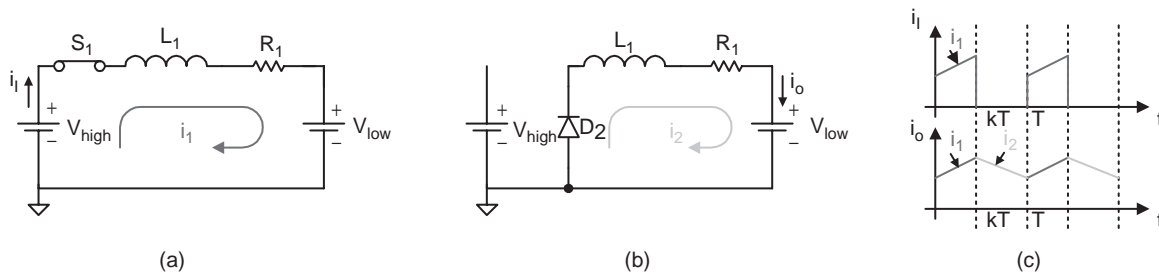 S1 L1 R1
iI
+ +
Vhigh i1 Vlow
− −
(a)
L1 R1
io
+ +
Vhigh D2 i2 Vlow
− −
(b)
iI
i1
kT T t
io
i1 i2
kT T t
(c)